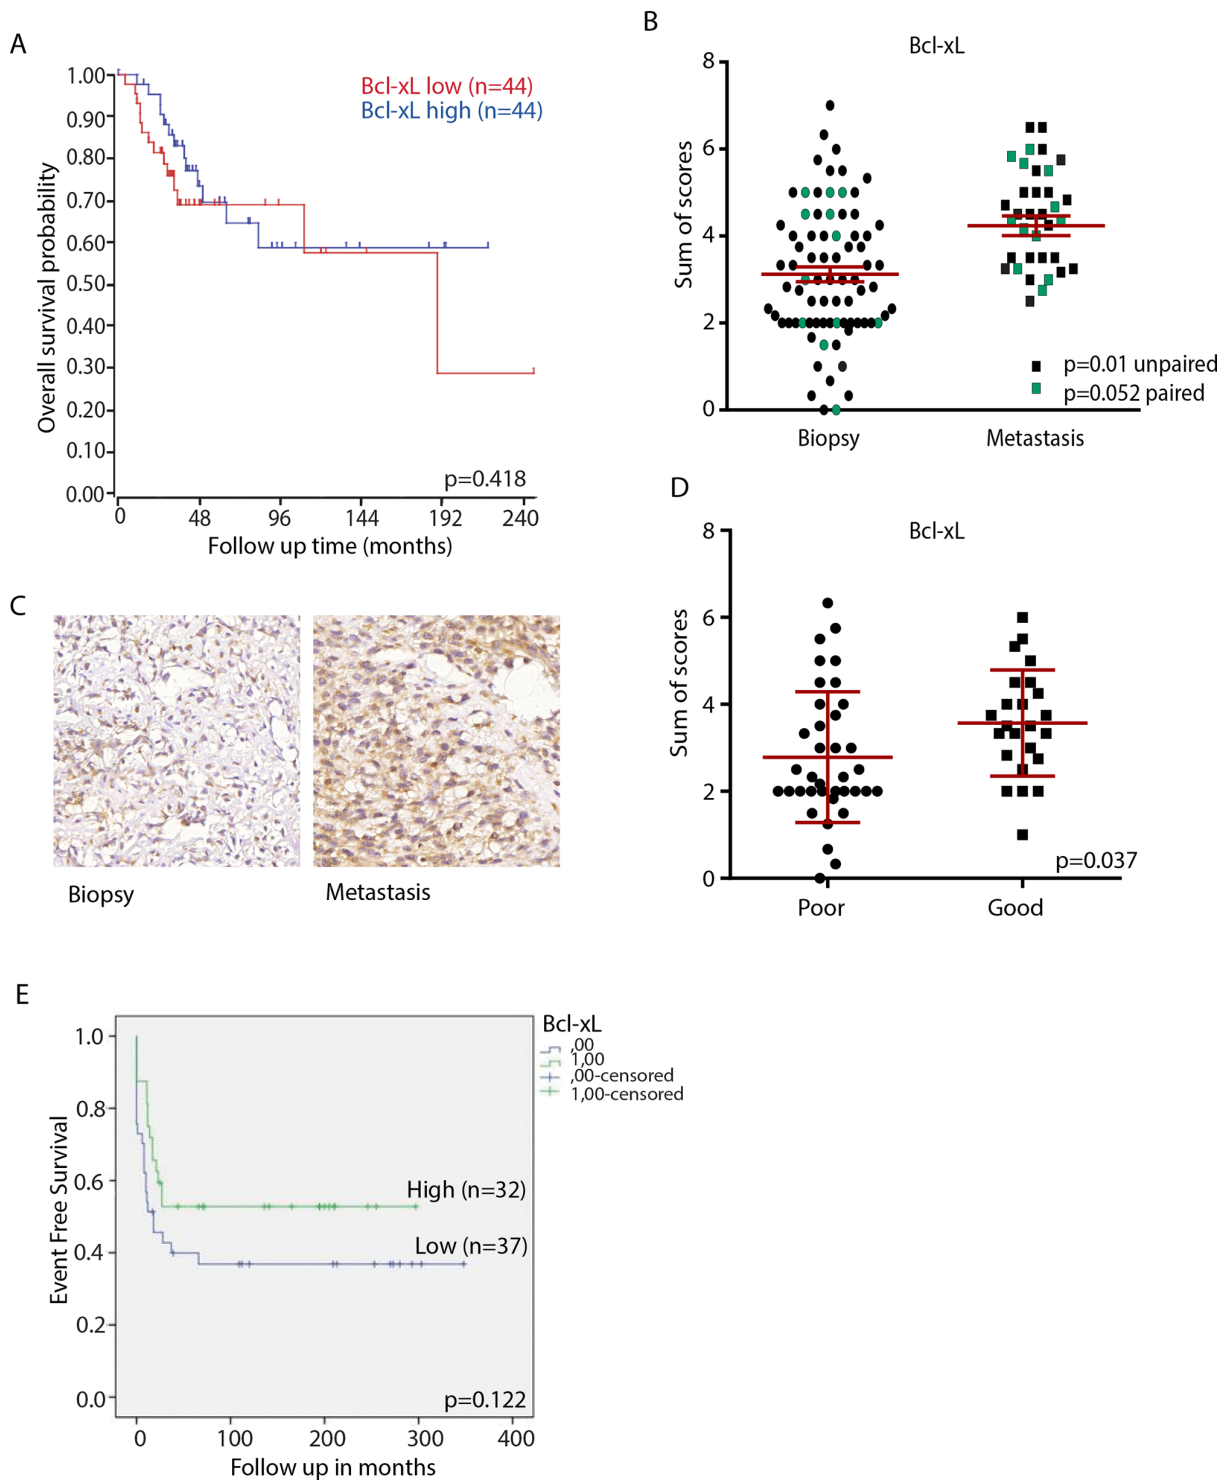 A
Bcl-xL low (n=44)
Bcl-xL high (n=44)
1.00
0.90
0.80
0.70
0.60
0.50
0.40
0.30
0.20
0.10
0.00
Overall survival probability
p=0.418
0 48 96 144 192 240
Follow up time (months)
B
Bcl-xL
8
6
4
2
0
Sum of scores
p=0.01 unpaired
p=0.052 paired
Biopsy Metastasis
C
Biopsy Metastasis
D
Bcl-xL
8
6
4
2
0
Sum of scores
p=0.037
Poor Good
E
Bcl-xL
,00
1,00
,00-censored
1,00-censored
1.0
0.8
0.6
0.4
0.2
0.0
Event Free Survival
High (n=32)
Low (n=37)
p=0.122
0 100 200 300 400
Follow up in months